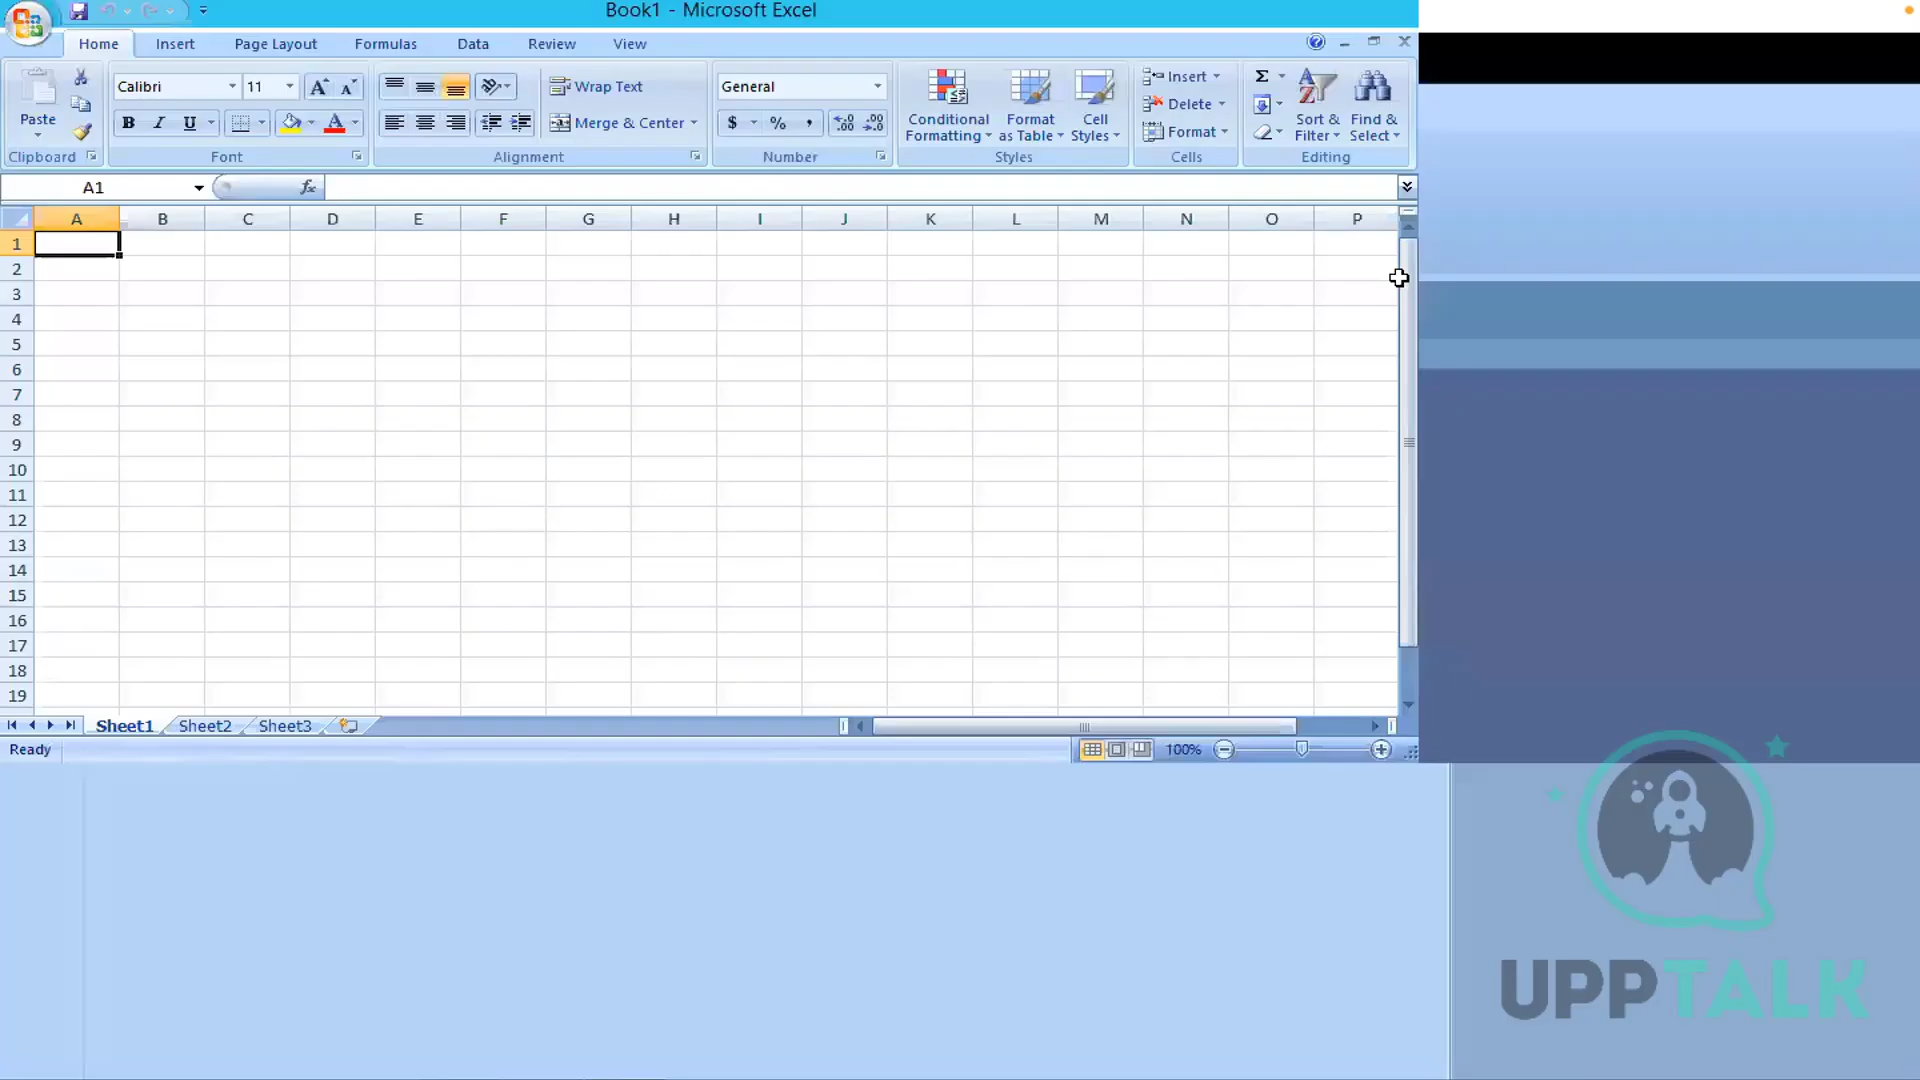 Book1 - Microsoft Excel
Home Insert Page Layout Formulas Data Review View
Calibri 11 A A Wrap Text General Insert
Paste B I U A Merge & Center $ % , .00 .00 Conditional Formatting Format as Table Cell Styles Delete Format Σ Sort & Filter Find & Select
Clipboard Font Alignment Number Styles Cells Editing
A1 fx
A B C D E F G H I J K L M N O P
1
2
3
4
5
6
7
8
9
10
11
12
13
14
15
16
17
18
19
Sheet1 Sheet2 Sheet3
Ready 100%
UPPTALK